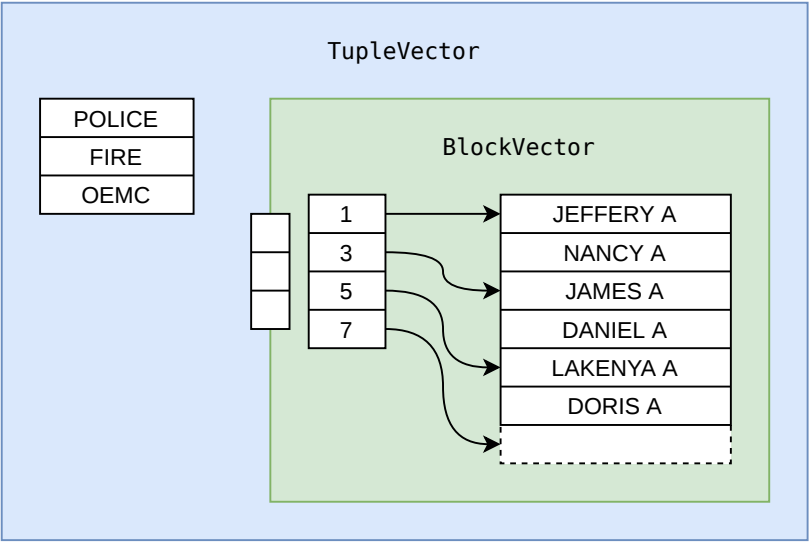 TupleVector
POLICE
FIRE
OEMC
BlockVector
1
3
5
7
JEFFERY A
NANCY A
JAMES A
DANIEL A
LAKENYA A
DORIS A